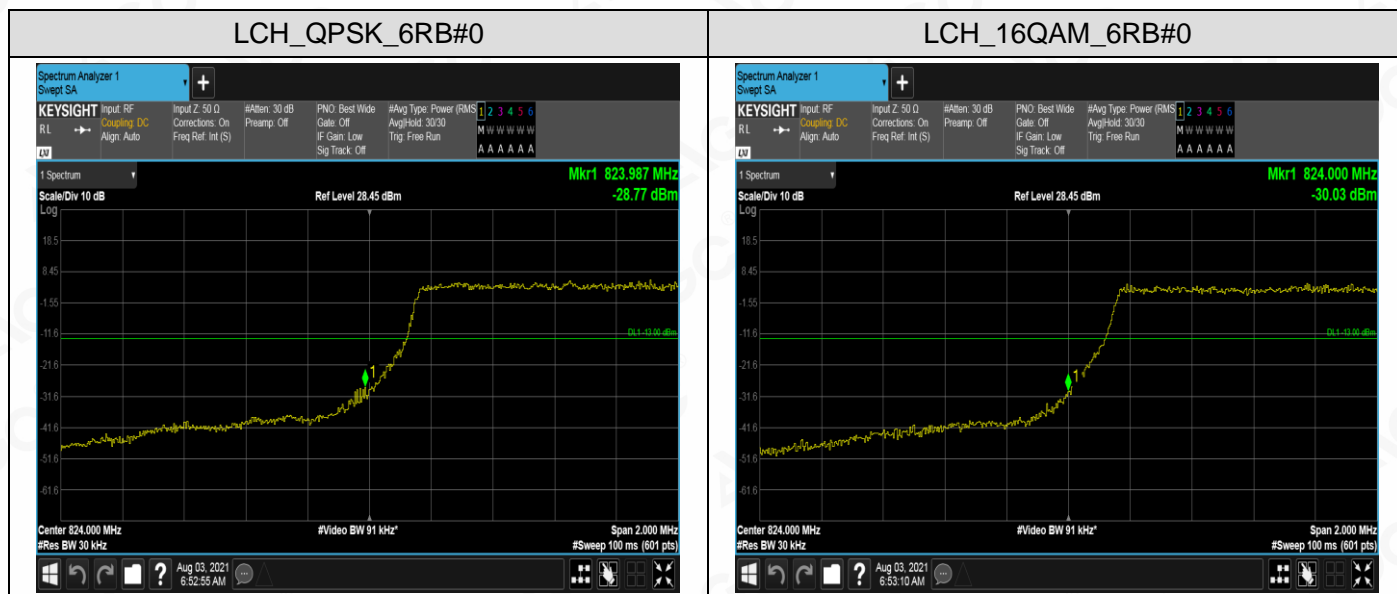 LCH_QPSK_6RB#0
Spectrum Analyzer 1
Swept SA
+
KEYSIGHT
RL
LXI
Input: RF
Coupling: DC
Align: Auto
Input Z: 50 Ω
Corrections: On
Freq Ref: Int (S)
#Atten: 30 dB
Preamp: Off
PNO: Best Wide
Gate: Off
IF Gain: Low
Sig Track: Off
#Avg Type: Power (RMS
Avg|Hold: 30/30
Trig: Free Run
1 2 3 4 5 6
M W W W W W
A A A A A A
1 Spectrum
Mkr1 823.987 MHz
Scale/Div 10 dB
Ref Level 28.45 dBm
-28.77 dBm
Log
18.5
8.45
-1.55
-11.6
DL1 -13.00 dBm
-21.6
1
-31.6
-41.6
-51.6
-61.6
Center 824.000 MHz
#Video BW 91 kHz*
Span 2.000 MHz
#Res BW 30 kHz
#Sweep 100 ms (601 pts)
?
Aug 03, 2021
6:52:55 AM
LCH_16QAM_6RB#0
Spectrum Analyzer 1
Swept SA
+
KEYSIGHT
RL
LXI
Input: RF
Coupling: DC
Align: Auto
Input Z: 50 Ω
Corrections: On
Freq Ref: Int (S)
#Atten: 30 dB
Preamp: Off
PNO: Best Wide
Gate: Off
IF Gain: Low
Sig Track: Off
#Avg Type: Power (RMS
Avg|Hold: 30/30
Trig: Free Run
1 2 3 4 5 6
M W W W W W
A A A A A A
1 Spectrum
Mkr1 824.000 MHz
Scale/Div 10 dB
Ref Level 28.45 dBm
-30.03 dBm
Log
18.5
8.45
-1.55
-11.6
DL1 -13.00 dBm
-21.6
1
-31.6
-41.6
-51.6
-61.6
Center 824.000 MHz
#Video BW 91 kHz*
Span 2.000 MHz
#Res BW 30 kHz
#Sweep 100 ms (601 pts)
?
Aug 03, 2021
6:53:10 AM